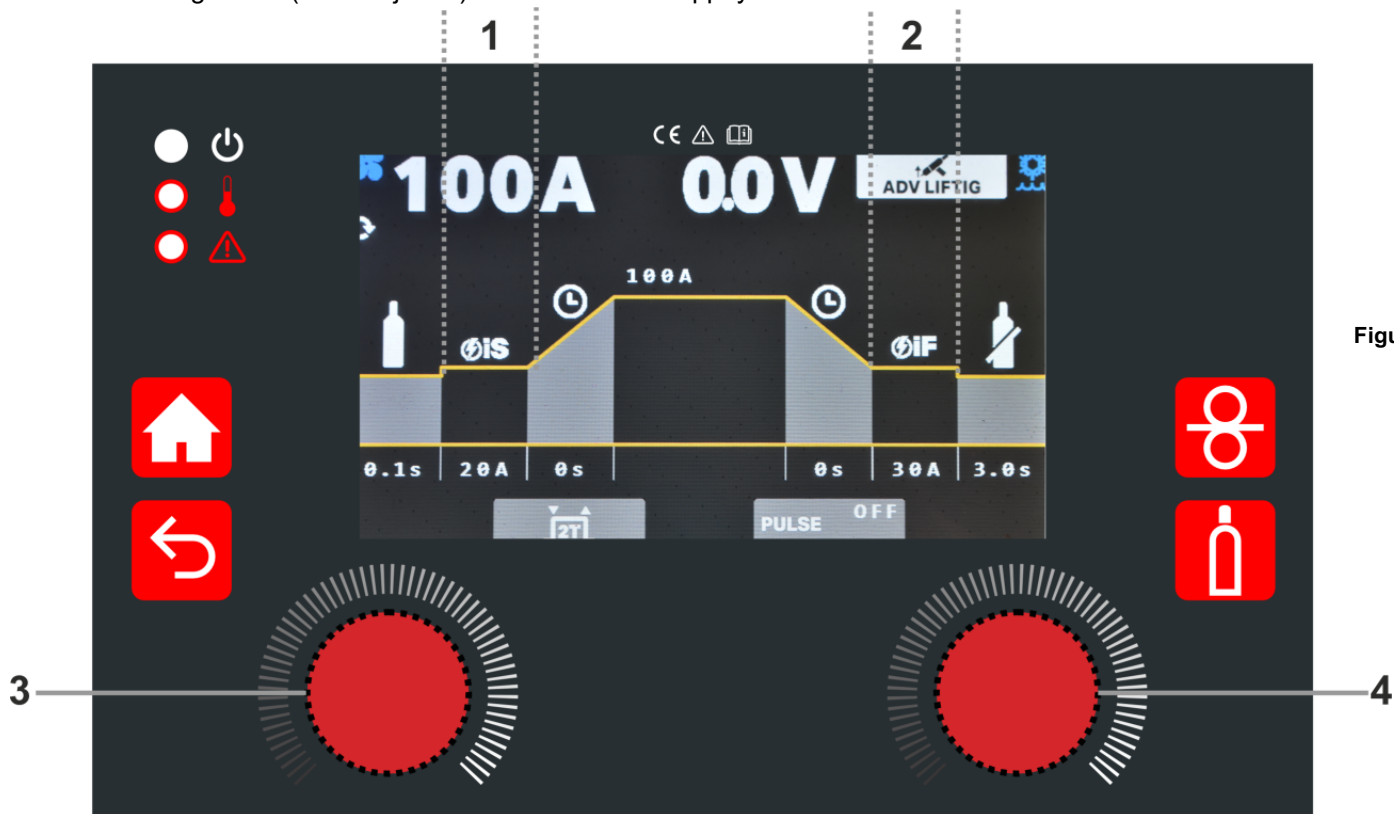 1 2
CE
100A 0.0V ADV LIFTIG
100A
iS iF
0.1s 20A 0s 0s 30A 3.0s
2T PULSE OFF
3 4
Figu